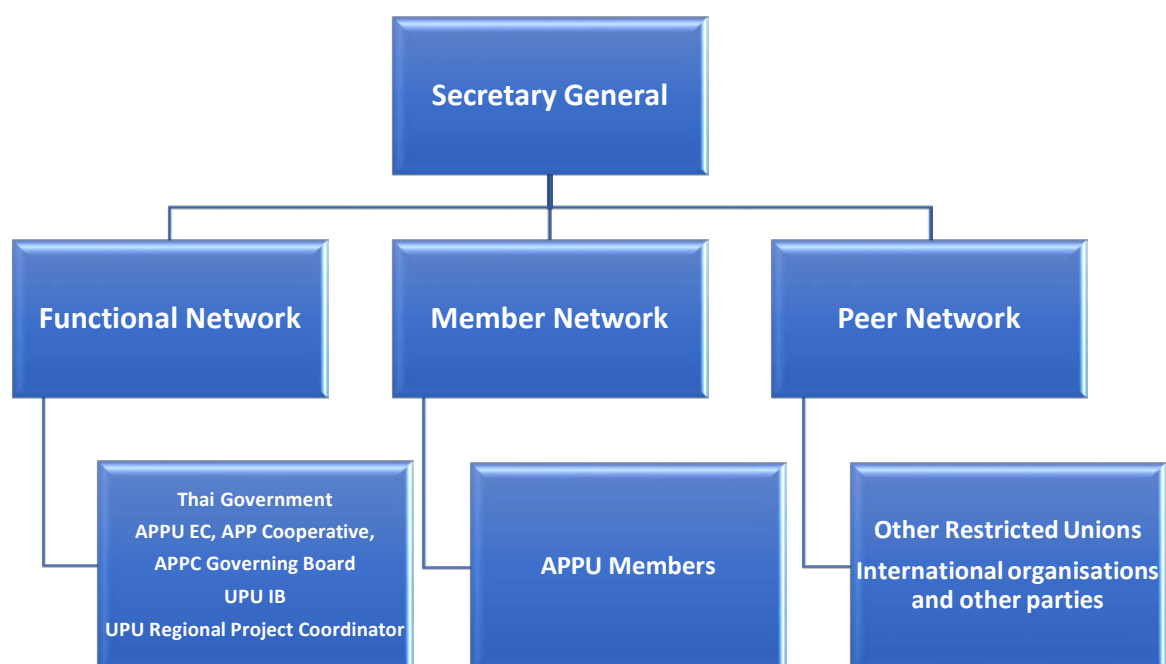 Secretary General
Functional Network
Member Network
Peer Network
Thai Government
APPU EC, APP Cooperative,
APPC Governing Board
UPU IB
UPU Regional Project Coordinator
APPU Members
Other Restricted Unions
International organisations
and other parties